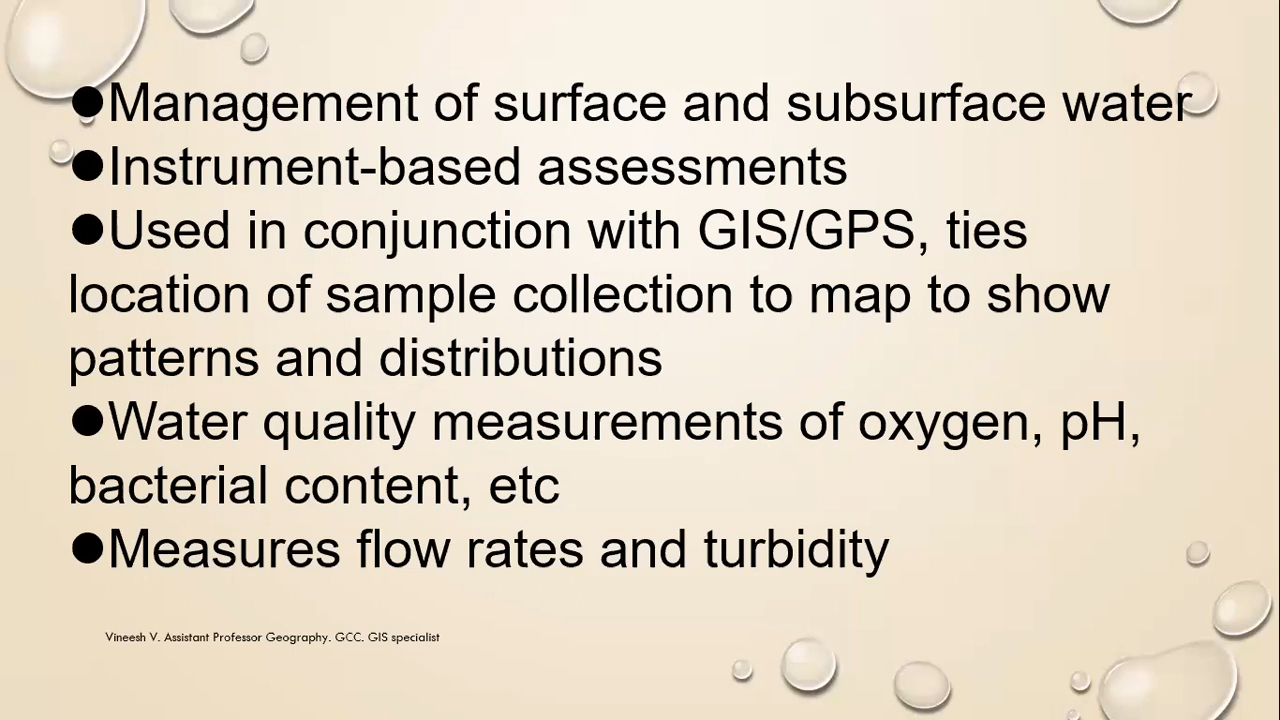 ●Management of surface and subsurface water
●Instrument-based assessments
●Used in conjunction with GIS/GPS, ties
location of sample collection to map to show
patterns and distributions
●Water quality measurements of oxygen, pH,
bacterial content, etc
●Measures flow rates and turbidity
Vineesh V. Assistant Professor Geography. GCC. GIS specialist